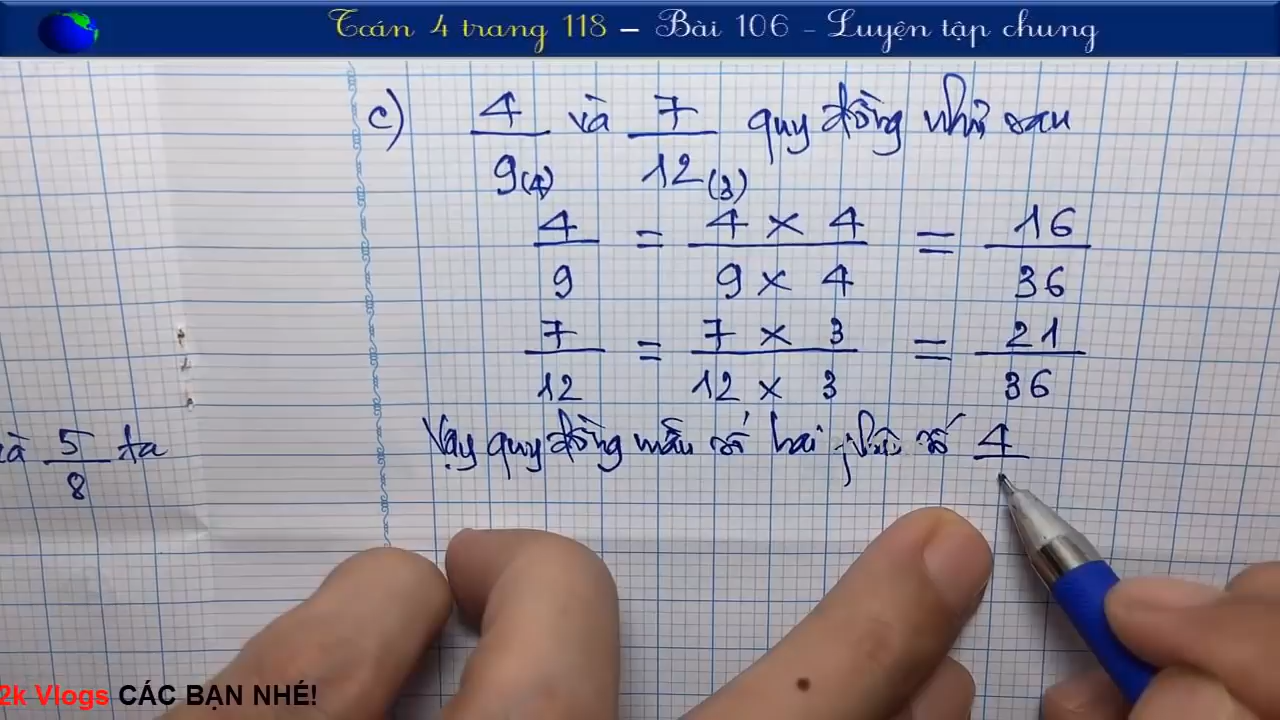 Toán 4 trang 118 – Bài 106 - Luyện tập chung
c) 4/9(4) và 7/12(3) quy đồng như sau
4/9 = 4 × 4/9 × 4 = 16/36
7/12 = 7 × 3/12 × 3 = 21/36
Vậy quy đồng mẫu số hai phân số 4
và 5/8 ta
2k Vlogs CÁC BẠN NHÉ!